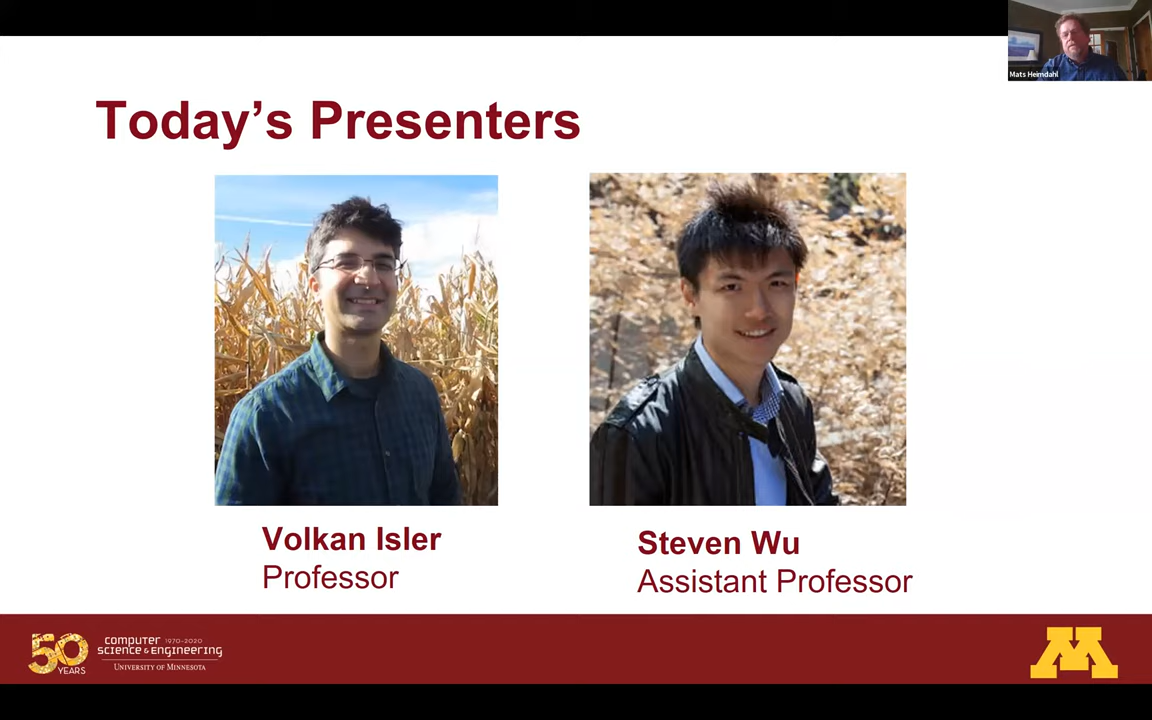 Mats Heimdahl
Today's Presenters
Volkan Isler
Professor
Steven Wu
Assistant Professor
50
YEARS
computer 1970-2020
science & engineering
UNIVERSITY OF MINNESOTA
M